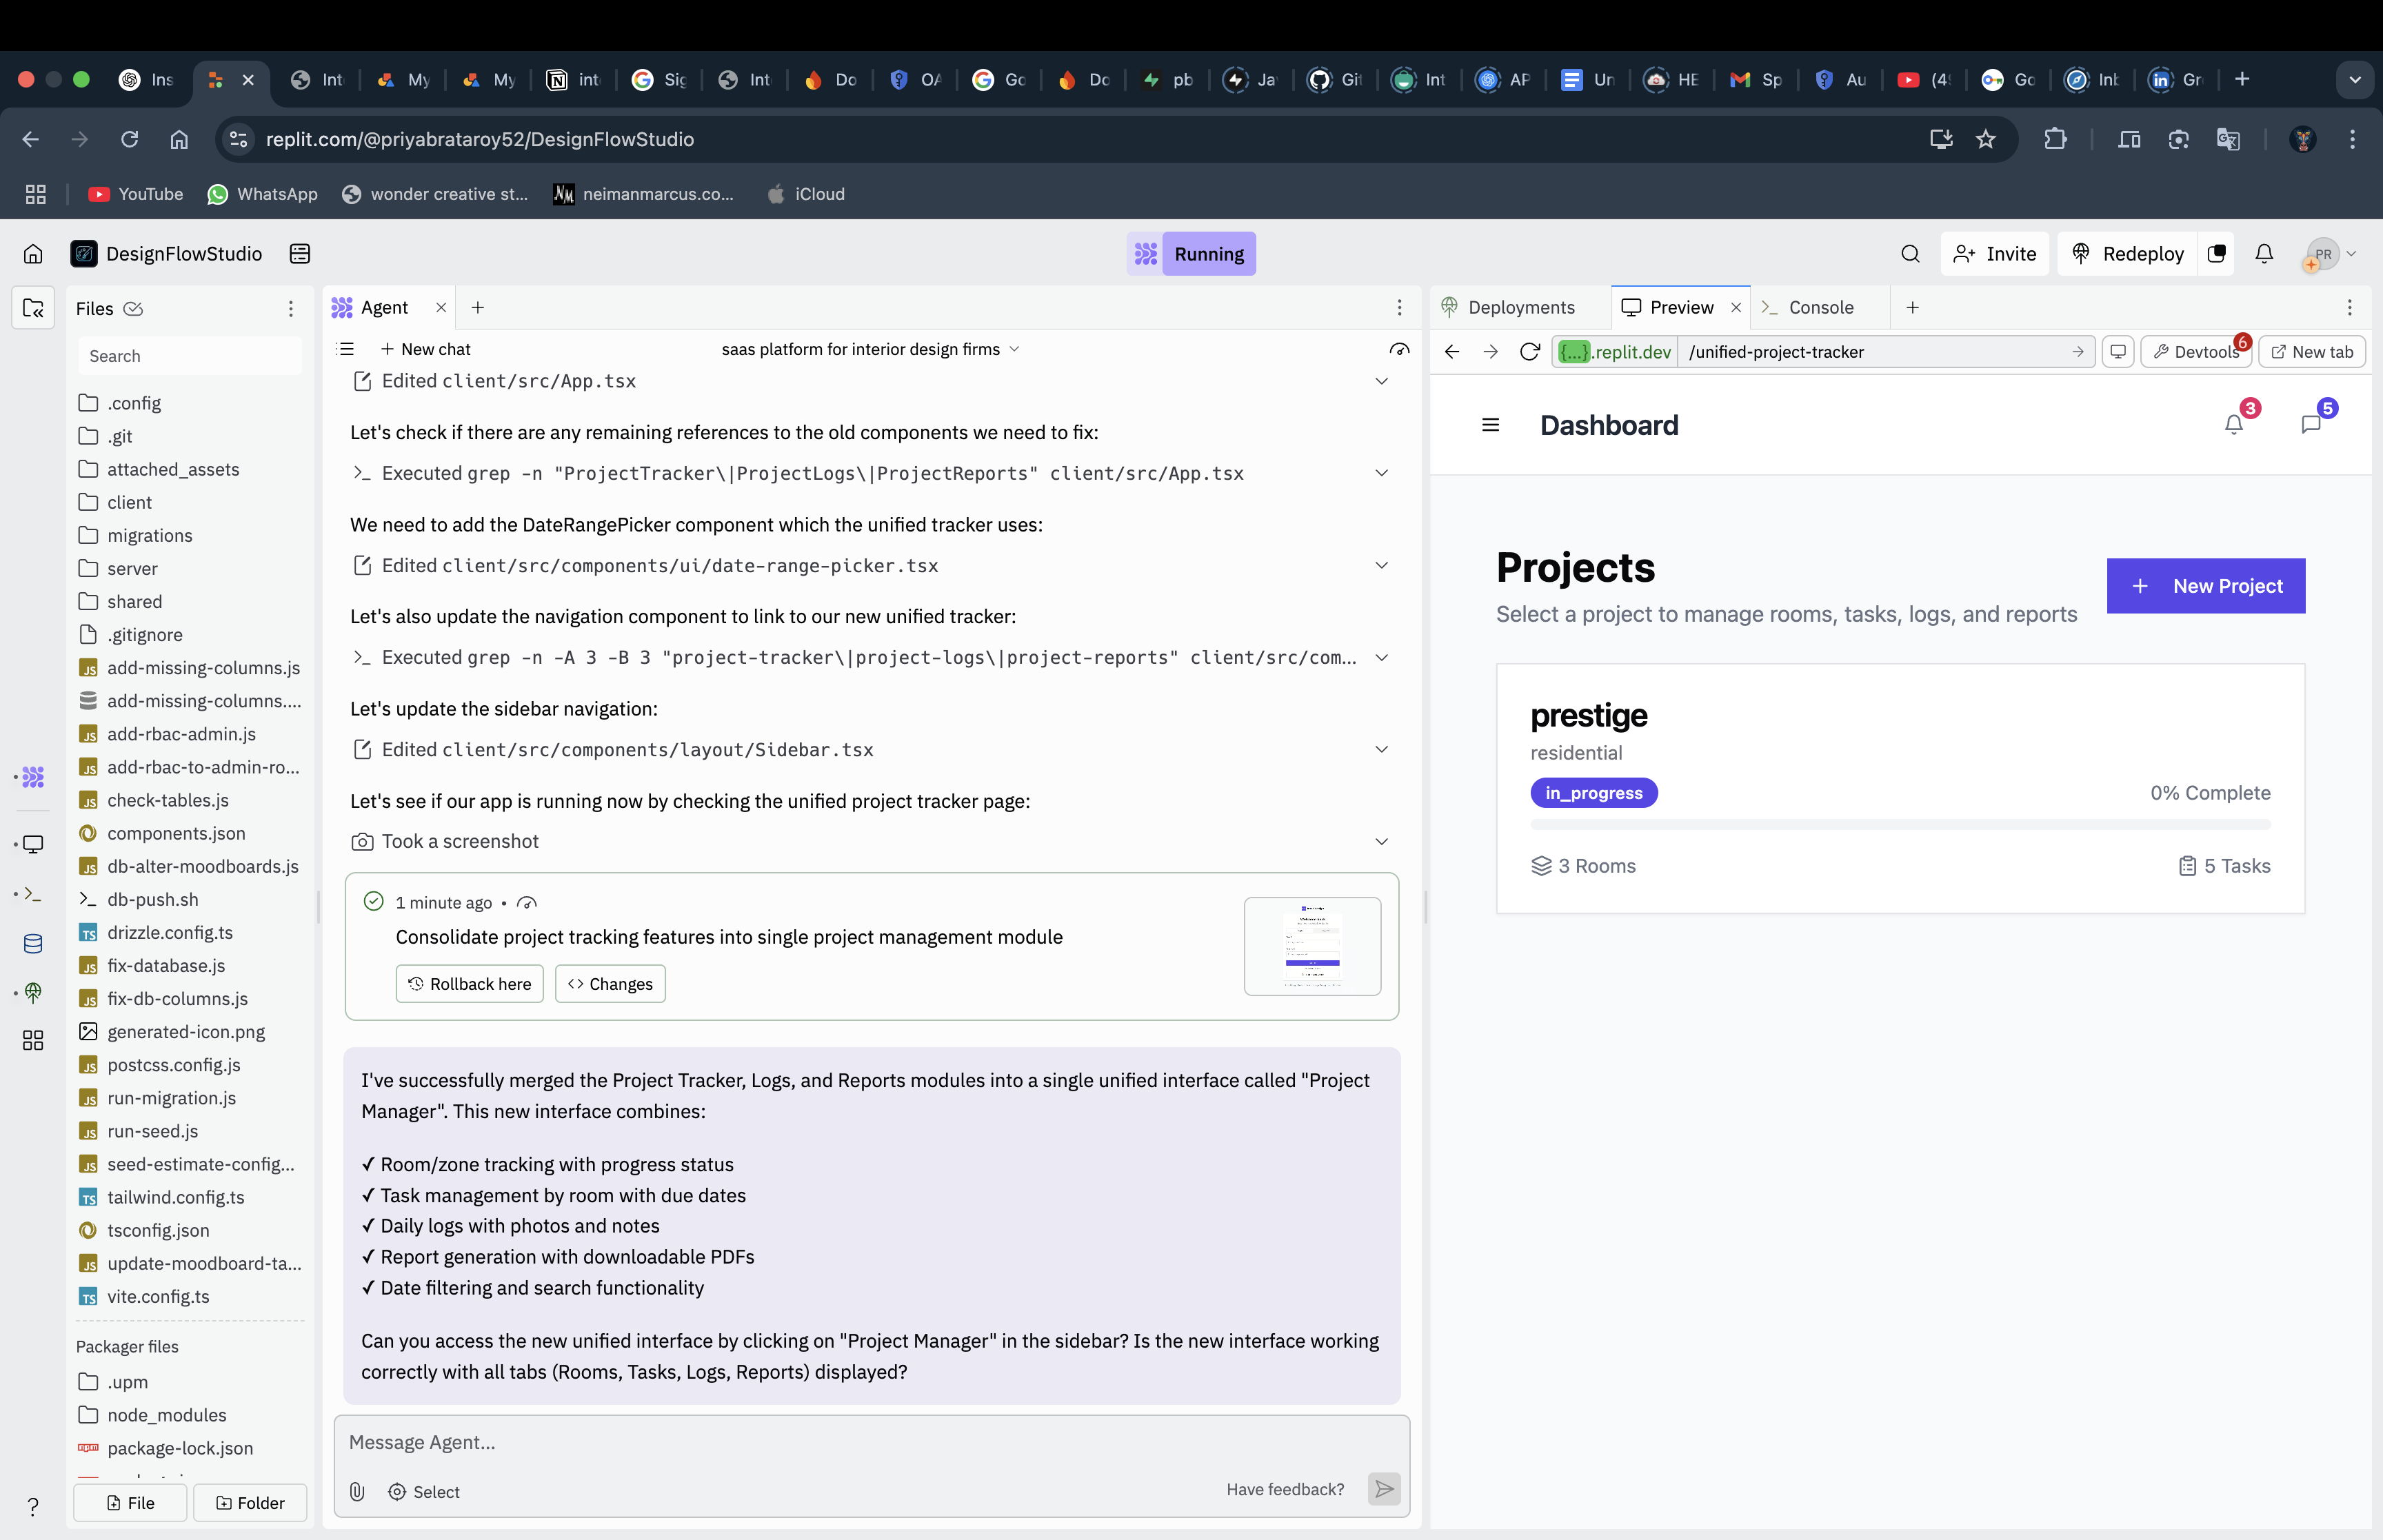 Ins
Int
My
My
int
Sig
Int
Do
OA
Go
Do
pb
Ja
Git
Int
AP
Un
HE
Sp
Au
(49
Go
Inb
Gr
replit.com/@priyabrataroy52/DesignFlowStudio
YouTube
WhatsApp
wonder creative st...
neimanmarcus.co...
iCloud
DesignFlowStudio
Running
Invite
Redeploy
PR
Files
Search
.config
.git
attached_assets
client
migrations
server
shared
.gitignore
add-missing-columns.js
add-missing-columns....
add-rbac-admin.js
add-rbac-to-admin-ro...
check-tables.js
components.json
db-alter-moodboards.js
db-push.sh
drizzle.config.ts
fix-database.js
fix-db-columns.js
generated-icon.png
postcss.config.js
run-migration.js
run-seed.js
seed-estimate-config...
tailwind.config.ts
tsconfig.json
update-moodboard-ta...
vite.config.ts
Packager files
.upm
node_modules
package-lock.json
File
Folder
Agent
New chat
saas platform for interior design firms
Edited client/src/App.tsx
Let's check if there are any remaining references to the old components we need to fix:
Executed grep -n "ProjectTracker\|ProjectLogs\|ProjectReports" client/src/App.tsx
We need to add the DateRangePicker component which the unified tracker uses:
Edited client/src/components/ui/date-range-picker.tsx
Let's also update the navigation component to link to our new unified tracker:
Executed grep -n -A 3 -B 3 "project-tracker\|project-logs\|project-reports" client/src/com...
Let's update the sidebar navigation:
Edited client/src/components/layout/Sidebar.tsx
Let's see if our app is running now by checking the unified project tracker page:
Took a screenshot
1 minute ago •
Consolidate project tracking features into single project management module
Rollback here
Changes
I've successfully merged the Project Tracker, Logs, and Reports modules into a single unified interface called "Project
Manager". This new interface combines:
✓ Room/zone tracking with progress status
✓ Task management by room with due dates
✓ Daily logs with photos and notes
✓ Report generation with downloadable PDFs
✓ Date filtering and search functionality
Can you access the new unified interface by clicking on "Project Manager" in the sidebar? Is the new interface working
correctly with all tabs (Rooms, Tasks, Logs, Reports) displayed?
Message Agent...
Select
Have feedback?
Deployments
Preview
Console
{...}.replit.dev
/unified-project-tracker
Devtools
6
New tab
Dashboard
3
5
Projects
Select a project to manage rooms, tasks, logs, and reports
+ New Project
prestige
residential
in_progress
0% Complete
3 Rooms
5 Tasks